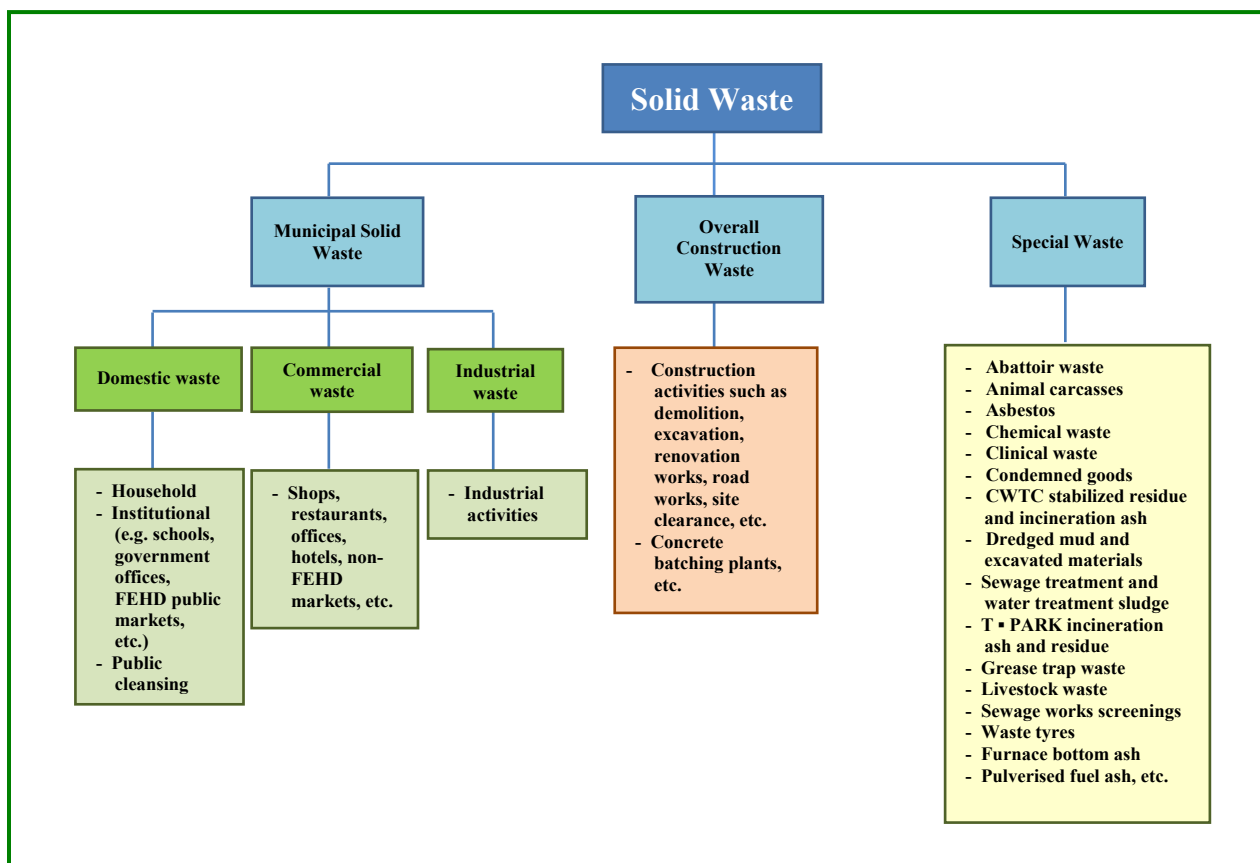 Solid Waste
Municipal Solid
Waste
Overall
Construction
Waste
Special Waste
Domestic waste
Commercial
waste
Industrial
waste
- Household
- Institutional
(e.g. schools,
government
offices,
FEHD public
markets,
etc.)
- Public
cleansing
- Shops,
restaurants,
offices,
hotels, non-
FEHD
markets, etc.
- Industrial
activities
- Construction
activities such as
demolition,
excavation,
renovation
works, road
works, site
clearance, etc.
- Concrete
batching plants,
etc.
- Abattoir waste
- Animal carcasses
- Asbestos
- Chemical waste
- Clinical waste
- Condemned goods
- CWTC stabilized residue
and incineration ash
- Dredged mud and
excavated materials
- Sewage treatment and
water treatment sludge
- T ▪ PARK incineration
ash and residue
- Grease trap waste
- Livestock waste
- Sewage works screenings
- Waste tyres
- Furnace bottom ash
- Pulverised fuel ash, etc.